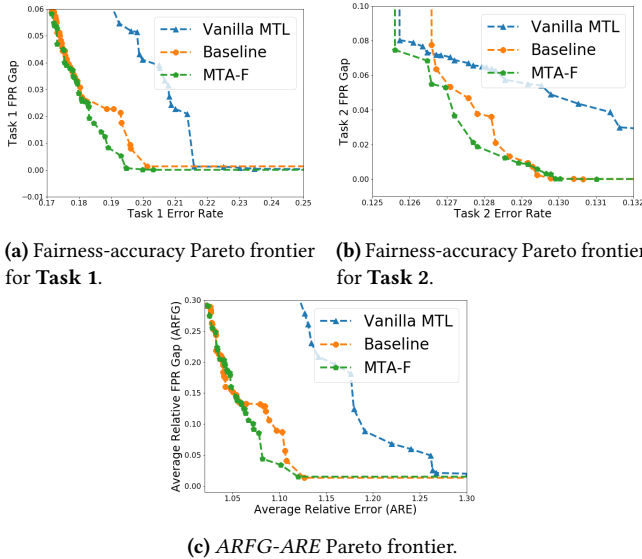 0.06
0.05
0.04
0.03
0.02
0.01
0.00
−0.01
Task 1 FPR Gap
Vanilla MTL
Baseline
MTA-F
0.17 0.18 0.19 0.20 0.21 0.22 0.23 0.24 0.25
Task 1 Error Rate
0.10
0.08
0.06
0.04
0.02
0.00
Task 2 FPR Gap
Vanilla MTL
Baseline
MTA-F
0.125 0.126 0.127 0.128 0.129 0.130 0.131 0.132
Task 2 Error Rate
(a) Fairness-accuracy Pareto frontier
for Task 1.
(b) Fairness-accuracy Pareto frontier
for Task 2.
0.30
0.25
0.20
0.15
0.10
0.05
0.00
Average Relative FPR Gap (ARFG)
Vanilla MTL
Baseline
MTA-F
1.05 1.10 1.15 1.20 1.25 1.30
Average Relative Error (ARE)
(c) ARFG-ARE Pareto frontier.